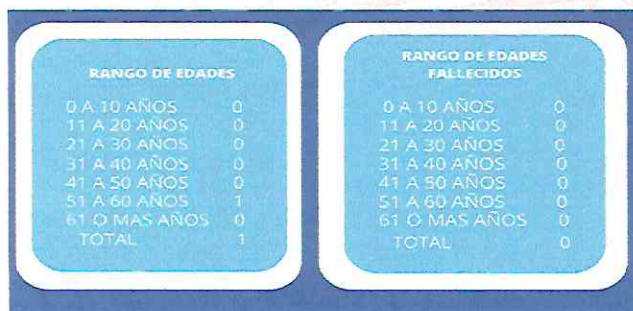 RANGO DE EDADES
0 A 10 AÑOS 0
11 A 20 AÑOS 0
21 A 30 AÑOS 0
31 A 40 AÑOS 0
41 A 50 AÑOS 0
51 A 60 AÑOS 1
61 O MAS AÑOS 0
TOTAL 1
RANGO DE EDADES
FALLECIDOS
0 A 10 AÑOS 0
11 A 20 AÑOS 0
21 A 30 AÑOS 0
31 A 40 AÑOS 0
41 A 50 AÑOS 0
51 A 60 AÑOS 0
61 O MAS AÑOS 0
TOTAL 0